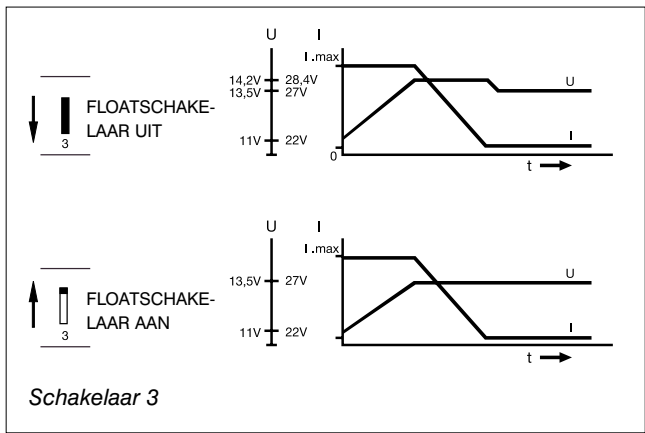 U I
I.max
14,2V 28,4V
13,5V 27V
11V 22V
0
U
I
t
FLOATSCHAKE-
LAAR UIT
3
U I
I.max
13,5V 27V
11V 22V
U
I
t
FLOATSCHAKE-
LAAR AAN
3
Schakelaar 3